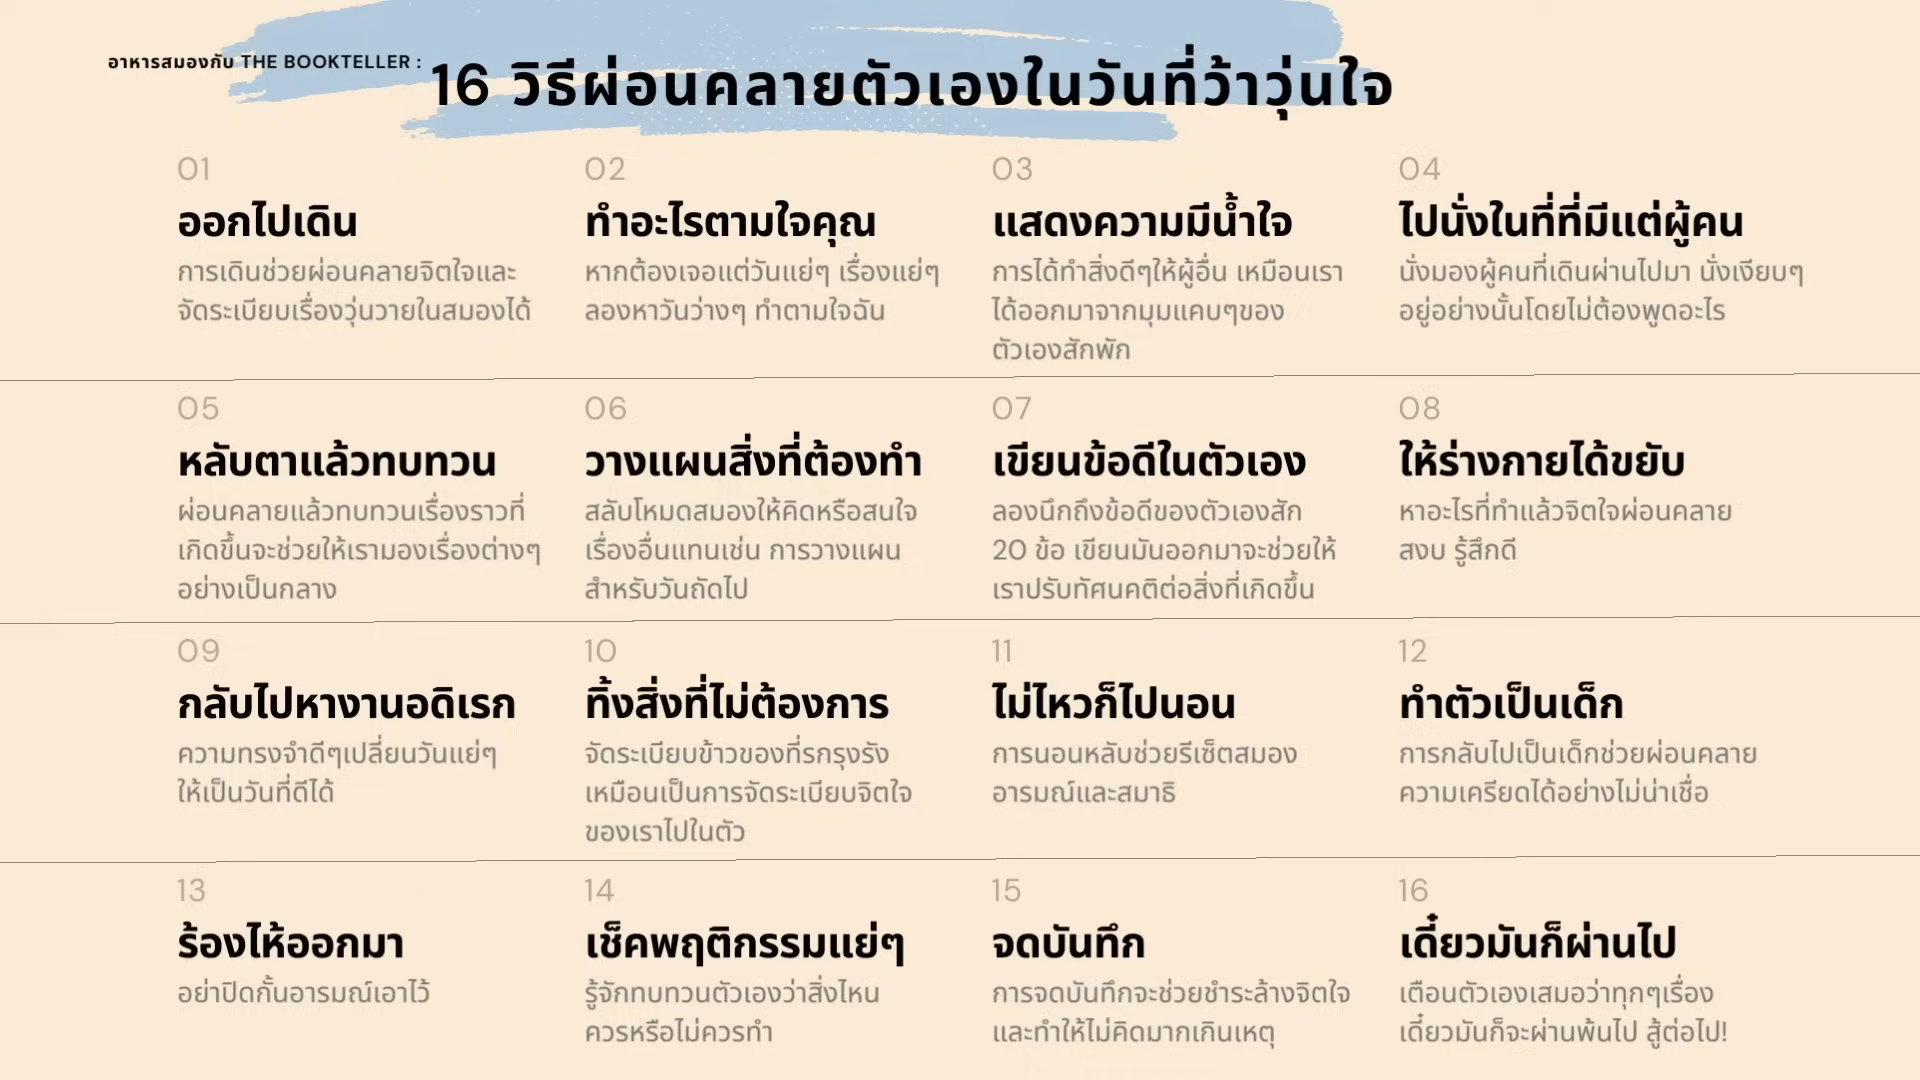 อาหารสมองกับ THE BOOKTELLER :
16 วิธีผ่อนคลายตัวเองในวันที่ว้าวุ่นใจ
01
ออกไปเดิน
การเดินช่วยผ่อนคลายจิตใจและ
จัดระเบียบเรื่องวุ่นวายในสมองได้
02
ทำอะไรตามใจคุณ
หากต้องเจอแต่วันแย่ๆ เรื่องแย่ๆ
ลองหาวันว่างๆ ทำตามใจฉัน
03
แสดงความมีน้ำใจ
การได้ทำสิ่งดีๆให้ผู้อื่น เหมือนเรา
ได้ออกมาจากมุมแคบๆของ
ตัวเองสักพัก
04
ไปนั่งในที่ที่มีแต่ผู้คน
นั่งมองผู้คนที่เดินผ่านไปมา นั่งเงียบๆ
อยู่อย่างนั้นโดยไม่ต้องพูดอะไร
05
หลับตาแล้วทบทวน
ผ่อนคลายแล้วทบทวนเรื่องราวที่
เกิดขึ้นจะช่วยให้เรามองเรื่องต่างๆ
อย่างเป็นกลาง
06
วางแผนสิ่งที่ต้องทำ
สลับโหมดสมองให้คิดหรือสนใจ
เรื่องอื่นแทนเช่น การวางแผน
สำหรับวันถัดไป
07
เขียนข้อดีในตัวเอง
ลองนึกถึงข้อดีของตัวเองสัก
20 ข้อ เขียนมันออกมาจะช่วยให้
เราปรับทัศนคติต่อสิ่งที่เกิดขึ้น
08
ให้ร่างกายได้ขยับ
หาอะไรที่ทำแล้วจิตใจผ่อนคลาย
สงบ รู้สึกดี
09
กลับไปหางานอดิเรก
ความทรงจำดีๆเปลี่ยนวันแย่ๆ
ให้เป็นวันที่ดีได้
10
ทิ้งสิ่งที่ไม่ต้องการ
จัดระเบียบข้าวของที่รกรุงรัง
เหมือนเป็นการจัดระเบียบจิตใจ
ของเราไปในตัว
11
ไม่ไหวก็ไปนอน
การนอนหลับช่วยรีเซ็ตสมอง
อารมณ์และสมาธิ
12
ทำตัวเป็นเด็ก
การกลับไปเป็นเด็กช่วยผ่อนคลาย
ความเครียดได้อย่างไม่น่าเชื่อ
13
ร้องไห้ออกมา
อย่าปิดกั้นอารมณ์เอาไว้
14
เช็คพฤติกรรมแย่ๆ
รู้จักทบทวนตัวเองว่าสิ่งไหน
ควรหรือไม่ควรทำ
15
จดบันทึก
การจดบันทึกจะช่วยชำระล้างจิตใจ
และทำให้ไม่คิดมากเกินเหตุ
16
เดี๋ยวมันก็ผ่านไป
เตือนตัวเองเสมอว่าทุกๆเรื่อง
เดี๋ยวมันก็จะผ่านพ้นไป สู้ต่อไป!